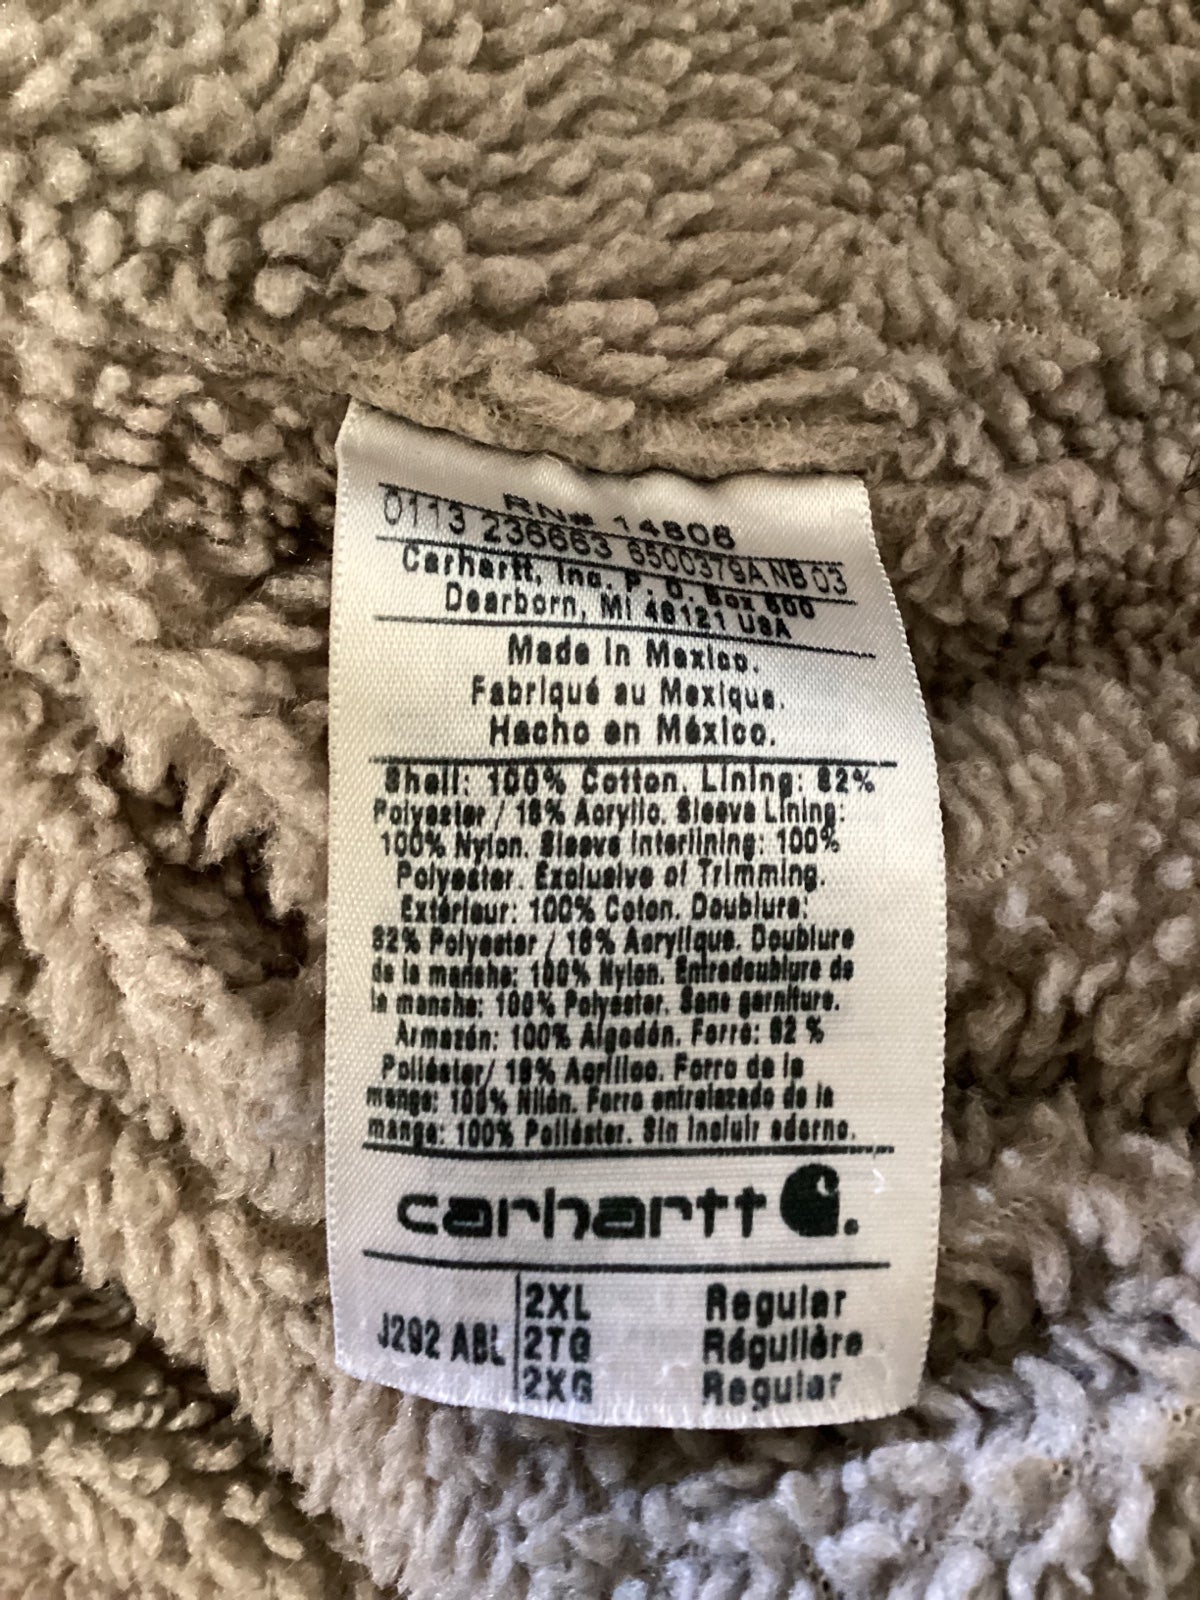 RN# 14806
0113 236663 6500379A NB 03
Carhartt, Inc. P. O. Box 600
Dearborn, MI 48121 USA
Made in Mexico.
Fabriqué au Mexique.
Hecho en México.
Shell: 100% Cotton. Lining: 82%
Polyester / 18% Acrylic. Sleeve Lining:
100% Nylon. Sleeve Interlining: 100%
Polyester. Exclusive of Trimming.
Extérieur: 100% Coton. Doublure:
82% Polyester / 18% Acrylique. Doublure
de la manche: 100% Nylon. Entredoublure de
la manche: 100% Polyester. Sans garniture.
Armazón: 100% Algodón. Forro: 82 %
Poliéster/ 18% Acrílico. Forro de la
manga: 100% Nilón. Forro entrelazado de la
manga: 100% Poliéster. Sin incluir adorno.
carhartt
J292 ABL
2XL Regular
2TG Régulière
2XG Regular